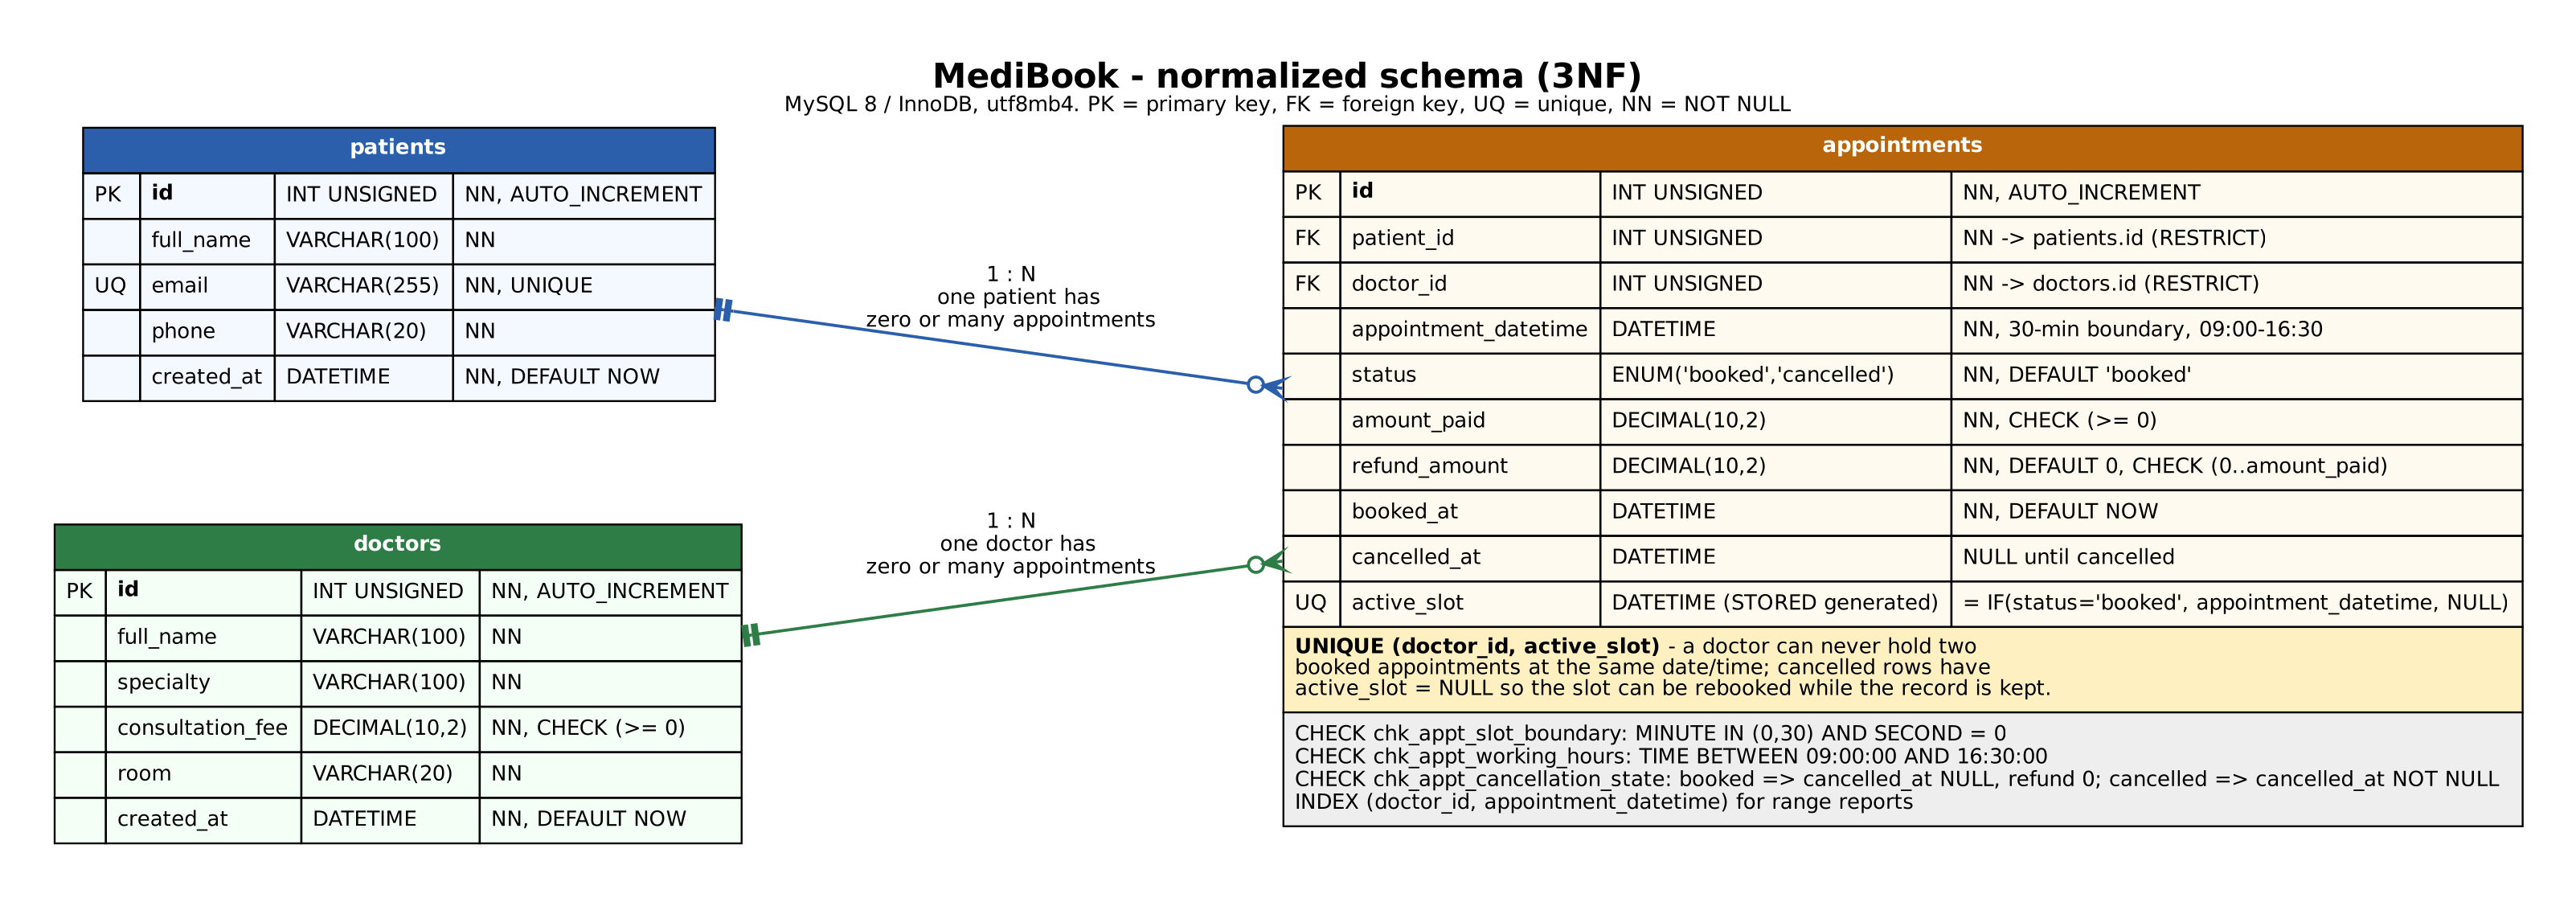 MediBook - normalized schema (3NF)
MySQL 8 / InnoDB, utf8mb4. PK = primary key, FK = foreign key, UQ = unique, NN = NOT NULL
patients
PK id INT UNSIGNED NN, AUTO_INCREMENT
full_name VARCHAR(100) NN
UQ email VARCHAR(255) NN, UNIQUE
phone VARCHAR(20) NN
created_at DATETIME NN, DEFAULT NOW
1 : N
one patient has
zero or many appointments
doctors
PK id INT UNSIGNED NN, AUTO_INCREMENT
full_name VARCHAR(100) NN
specialty VARCHAR(100) NN
consultation_fee DECIMAL(10,2) NN, CHECK (>= 0)
room VARCHAR(20) NN
created_at DATETIME NN, DEFAULT NOW
1 : N
one doctor has
zero or many appointments
appointments
PK id INT UNSIGNED NN, AUTO_INCREMENT
FK patient_id INT UNSIGNED NN -> patients.id (RESTRICT)
FK doctor_id INT UNSIGNED NN -> doctors.id (RESTRICT)
appointment_datetime DATETIME NN, 30-min boundary, 09:00-16:30
status ENUM('booked','cancelled') NN, DEFAULT 'booked'
amount_paid DECIMAL(10,2) NN, CHECK (>= 0)
refund_amount DECIMAL(10,2) NN, DEFAULT 0, CHECK (0..amount_paid)
booked_at DATETIME NN, DEFAULT NOW
cancelled_at DATETIME NULL until cancelled
UQ active_slot DATETIME (STORED generated) = IF(status='booked', appointment_datetime, NULL)
UNIQUE (doctor_id, active_slot) - a doctor can never hold two
booked appointments at the same date/time; cancelled rows have
active_slot = NULL so the slot can be rebooked while the record is kept.
CHECK chk_appt_slot_boundary: MINUTE IN (0,30) AND SECOND = 0
CHECK chk_appt_working_hours: TIME BETWEEN 09:00:00 AND 16:30:00
CHECK chk_appt_cancellation_state: booked => cancelled_at NULL, refund 0; cancelled => cancelled_at NOT NULL
INDEX (doctor_id, appointment_datetime) for range reports